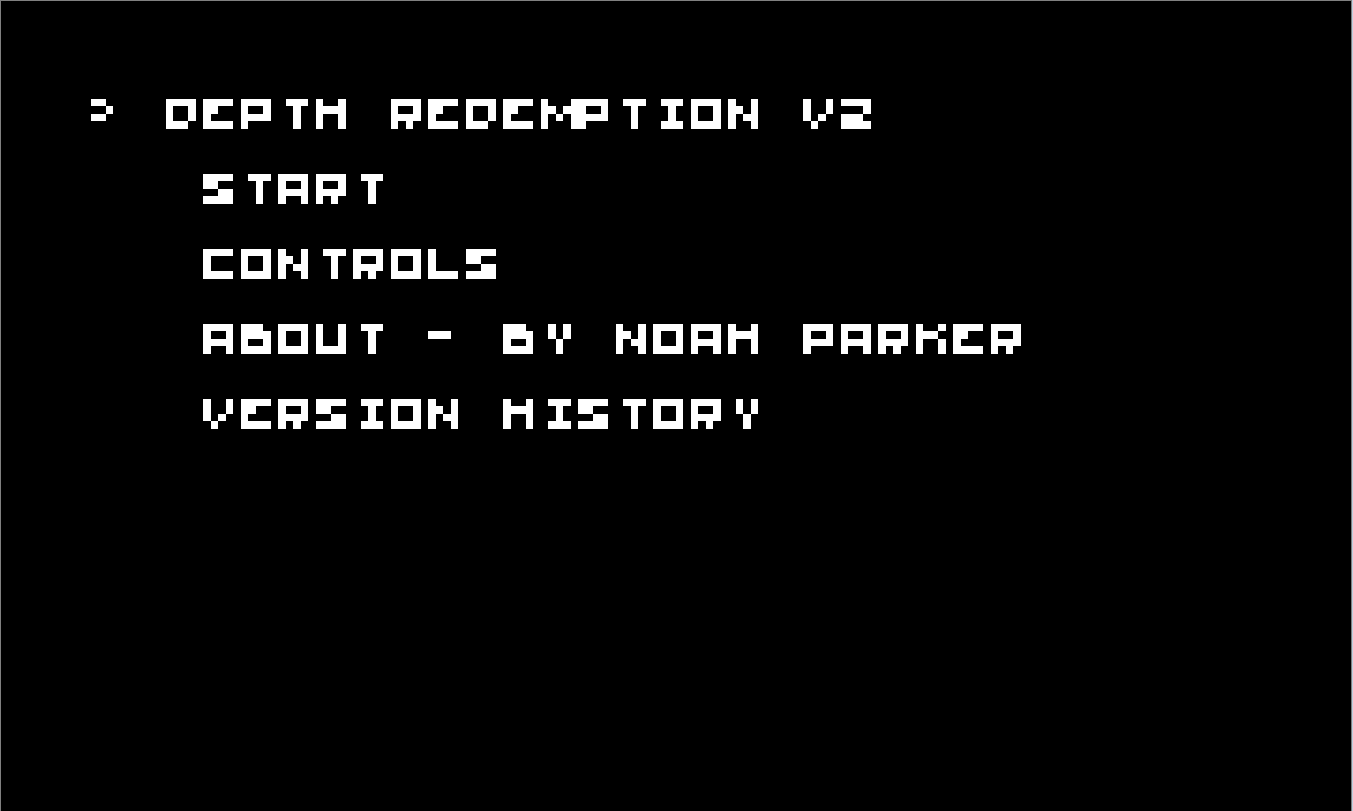 > DEPTH REDEMPTION V2
START
CONTROLS
ABOUT - BY NOAH PARKER
VERSION HISTORY